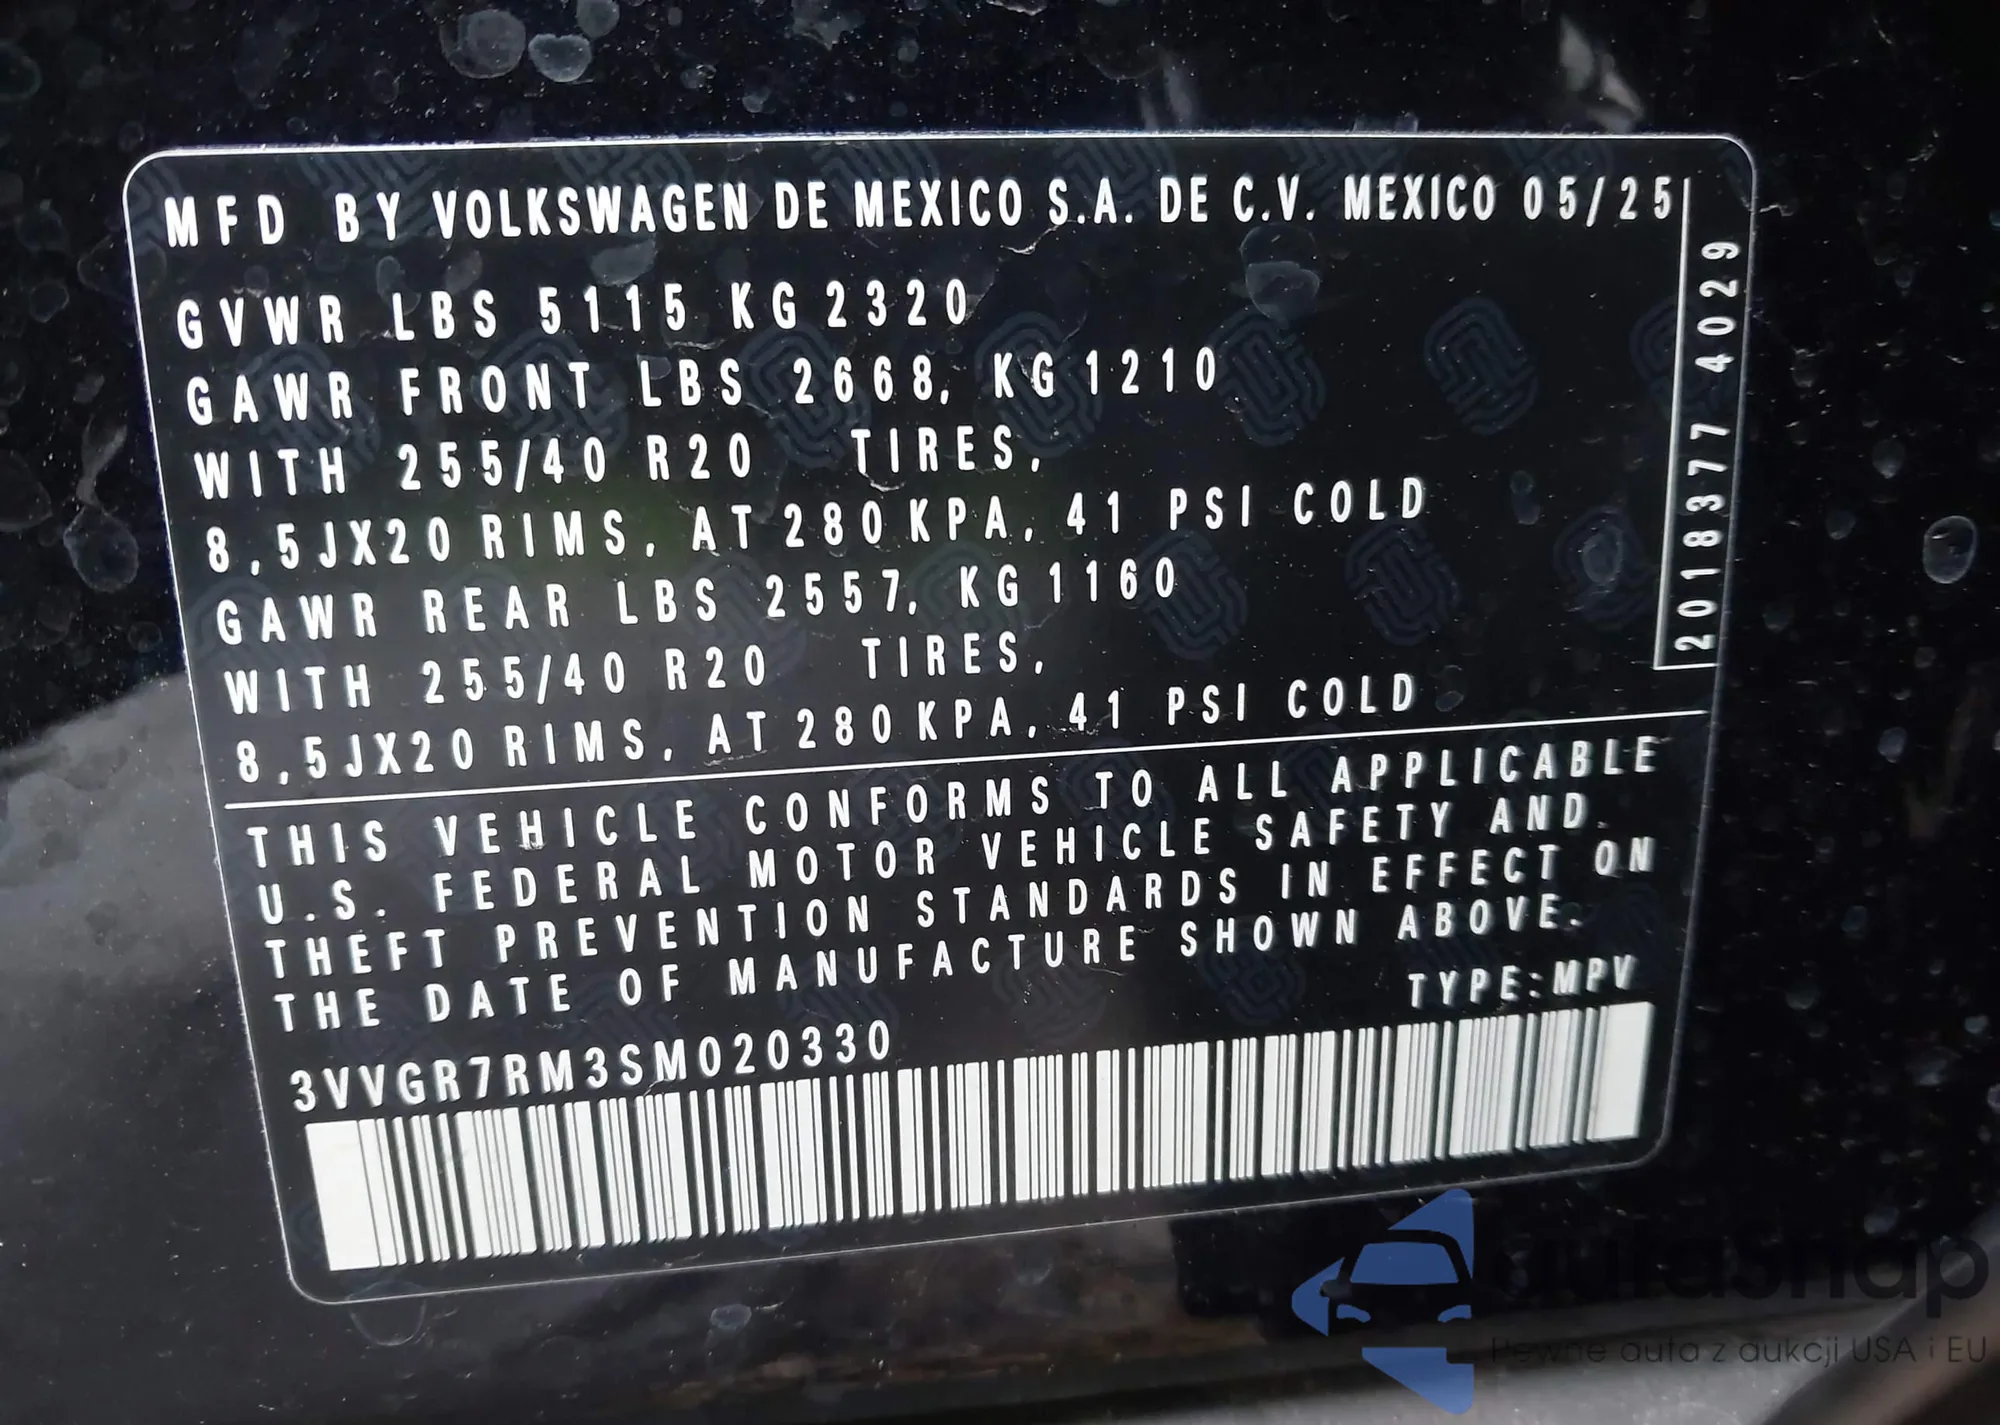 MFD BY VOLKSWAGEN DE MEXICO S.A. DE C.V. MEXICO 05/25
GVWR LBS 5115 KG 2320
GAWR FRONT LBS 2668, KG 1210
WITH 255/40 R20 TIRES,
8,5JX20 RIMS, AT 280 KPA, 41 PSI COLD
GAWR REAR LBS 2557, KG 1160
WITH 255/40 R20 TIRES,
8,5JX20 RIMS, AT 280 KPA, 41 PSI COLD
2018377 4029
THIS VEHICLE CONFORMS TO ALL APPLICABLE
U.S. FEDERAL MOTOR VEHICLE SAFETY AND
THEFT PREVENTION STANDARDS IN EFFECT ON
THE DATE OF MANUFACTURE SHOWN ABOVE.
TYPE:MPV
3VVGR7RM3SM020330
autasnap
Pewne auta z aukcji USA i EU